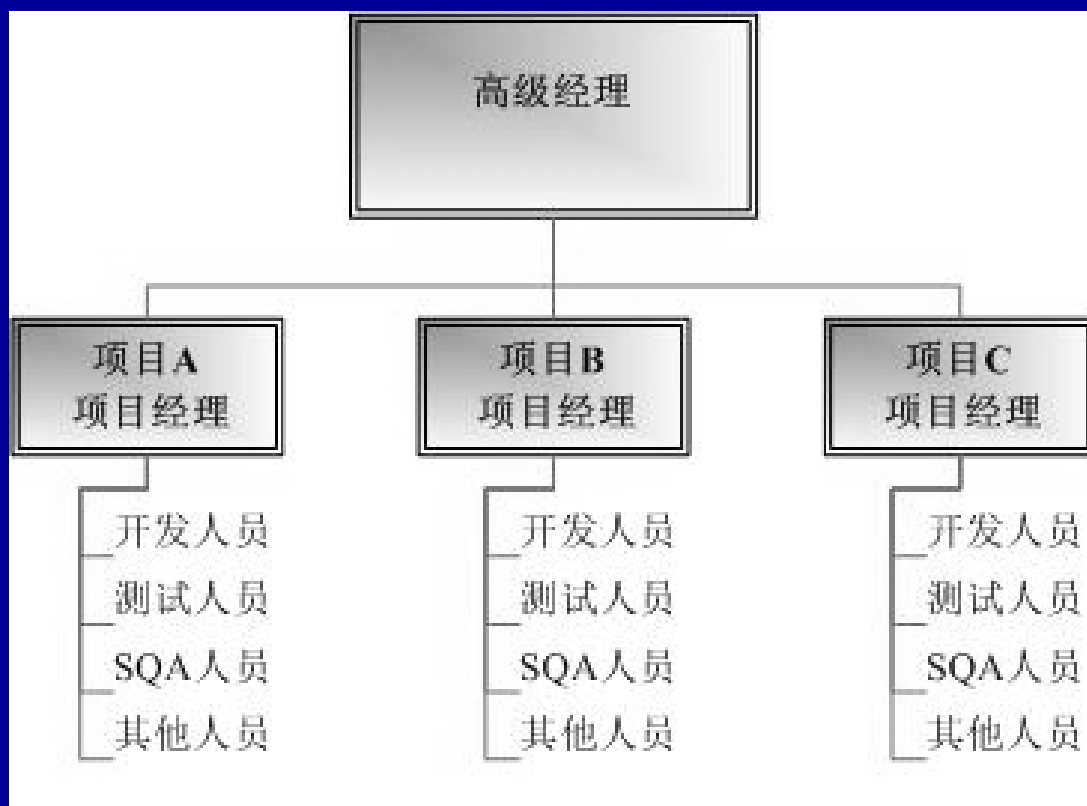 高级经理
项目A
项目经理
开发人员
测试人员
SQA人员
其他人员
项目B
项目经理
开发人员
测试人员
SQA人员
其他人员
项目C
项目经理
开发人员
测试人员
SQA人员
其他人员